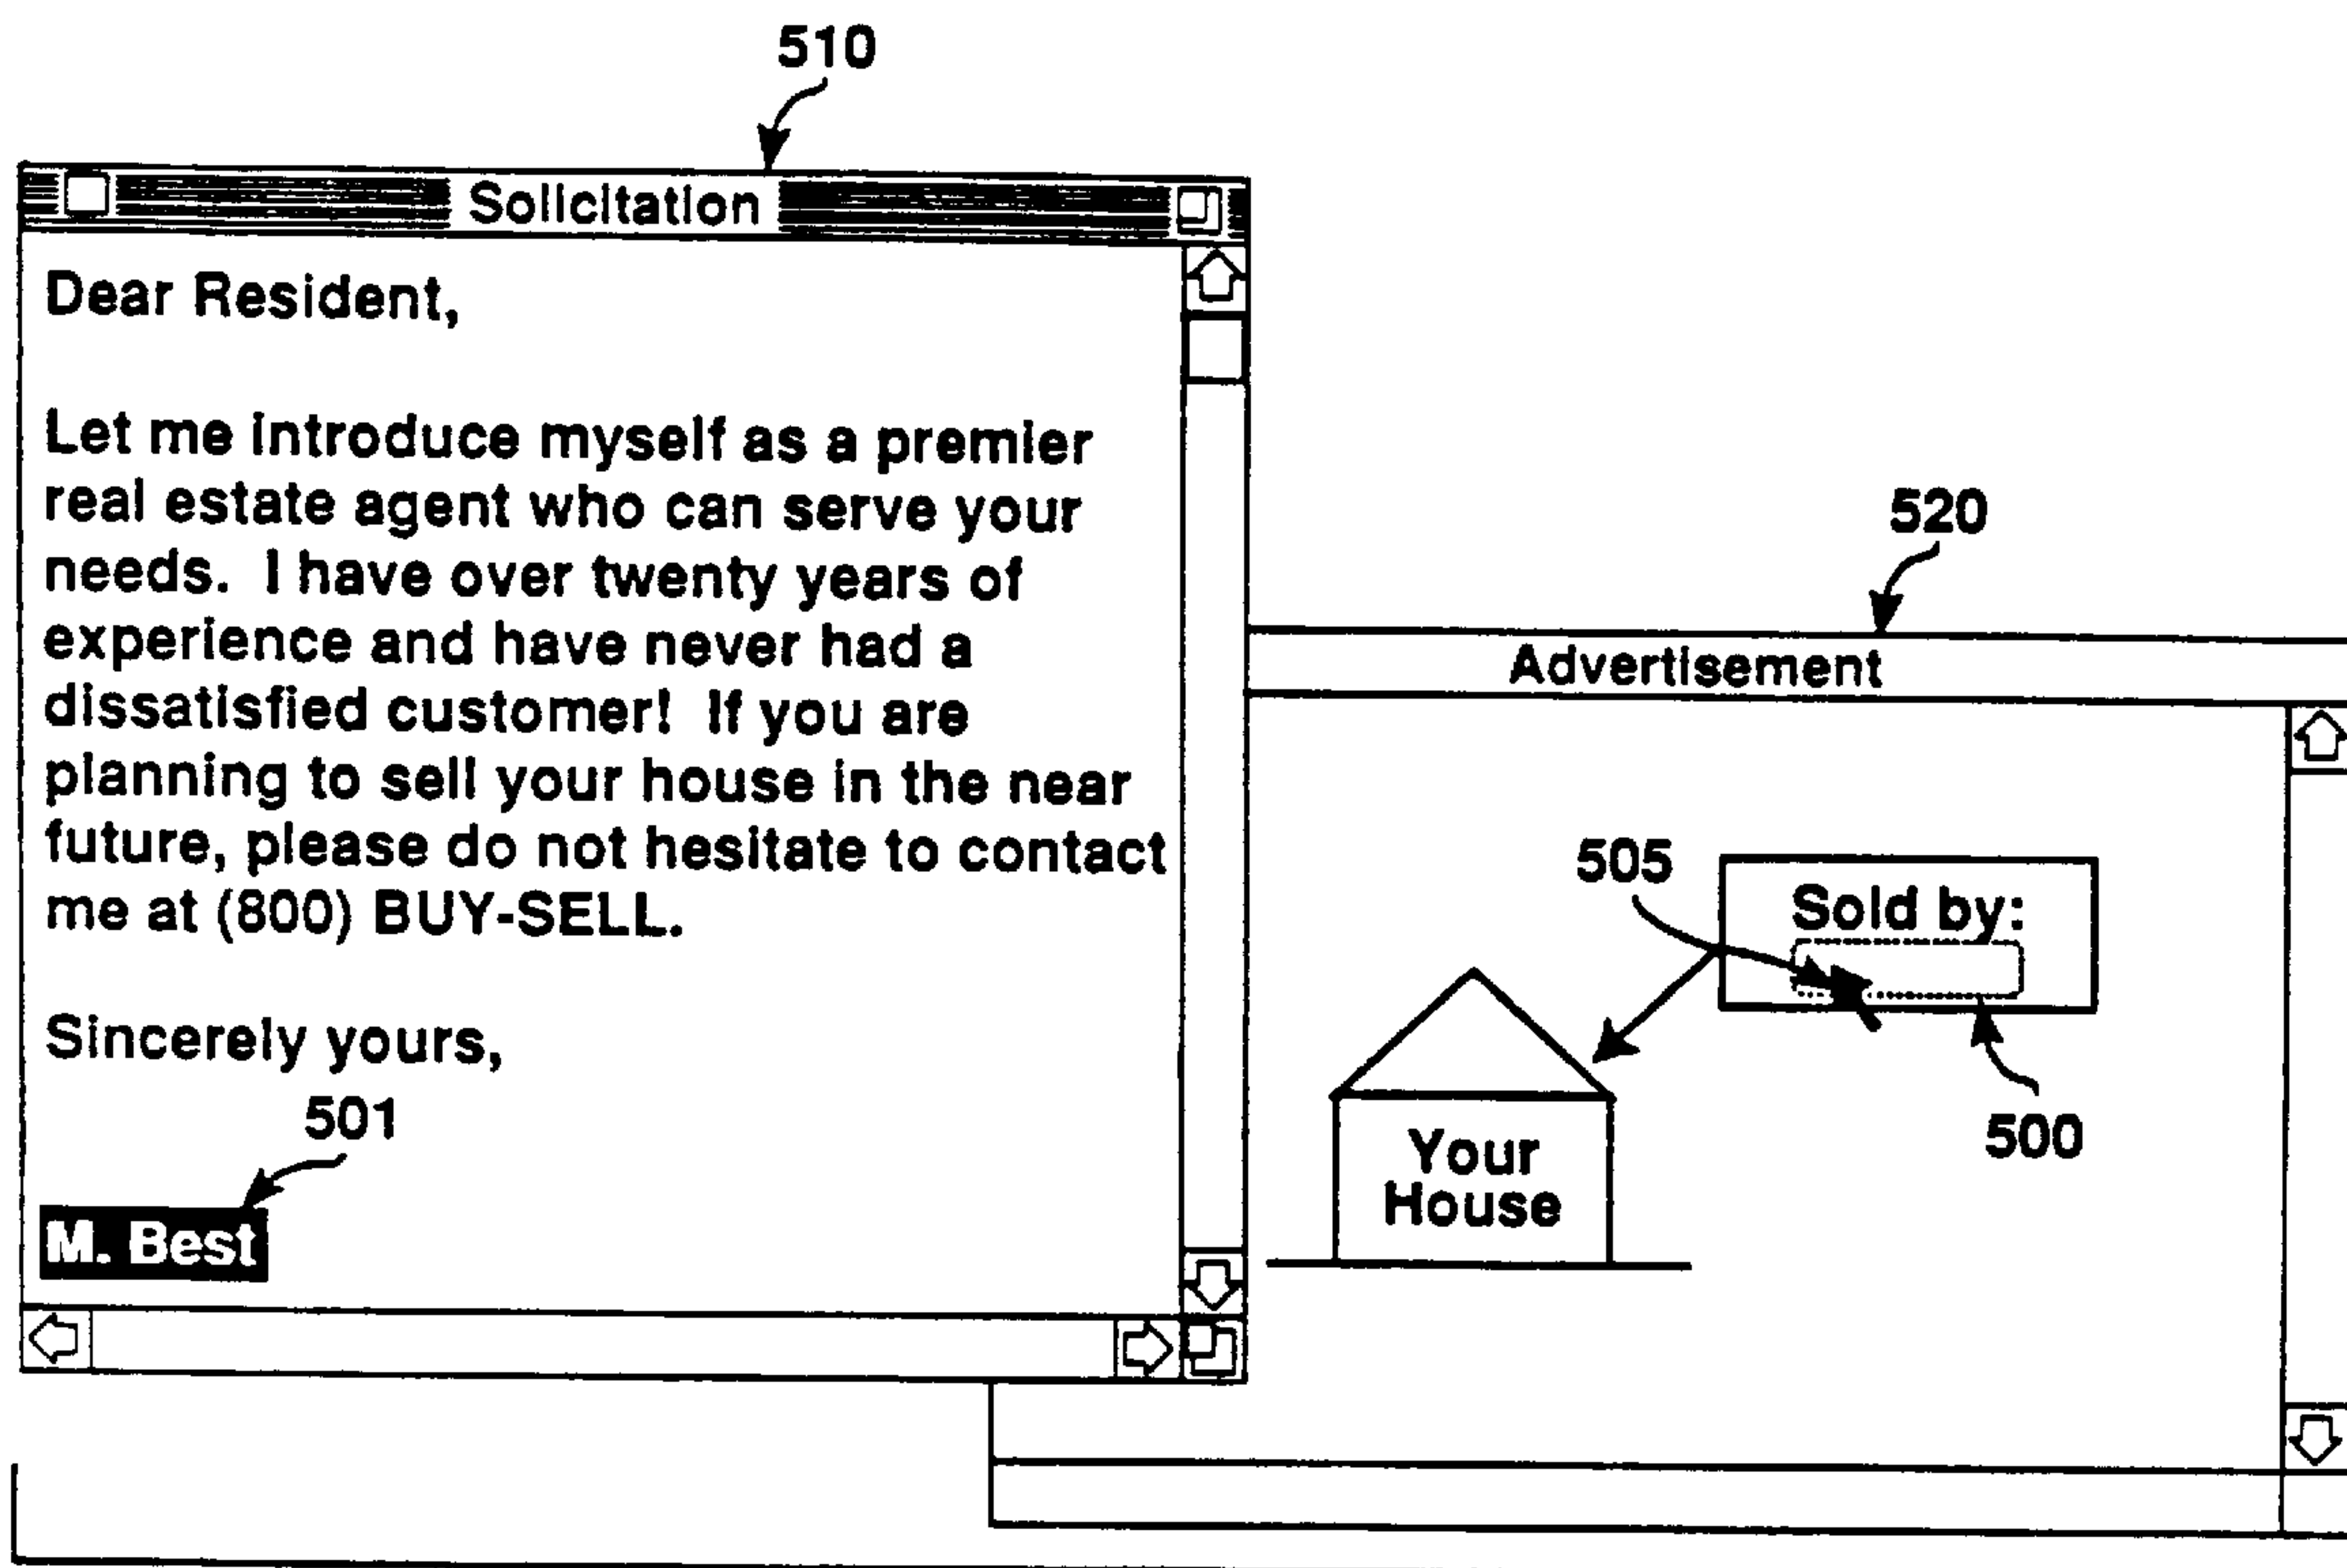 510
Solicitation
Dear Resident,
Let me introduce myself as a premier
real estate agent who can serve your
needs. I have over twenty years of
experience and have never had a
dissatisfied customer! If you are
planning to sell your house in the near
future, please do not hesitate to contact
me at (800) BUY-SELL.
Sincerely yours,
501
M. Best
520
Advertisement
505
Sold by:
500
Your
House